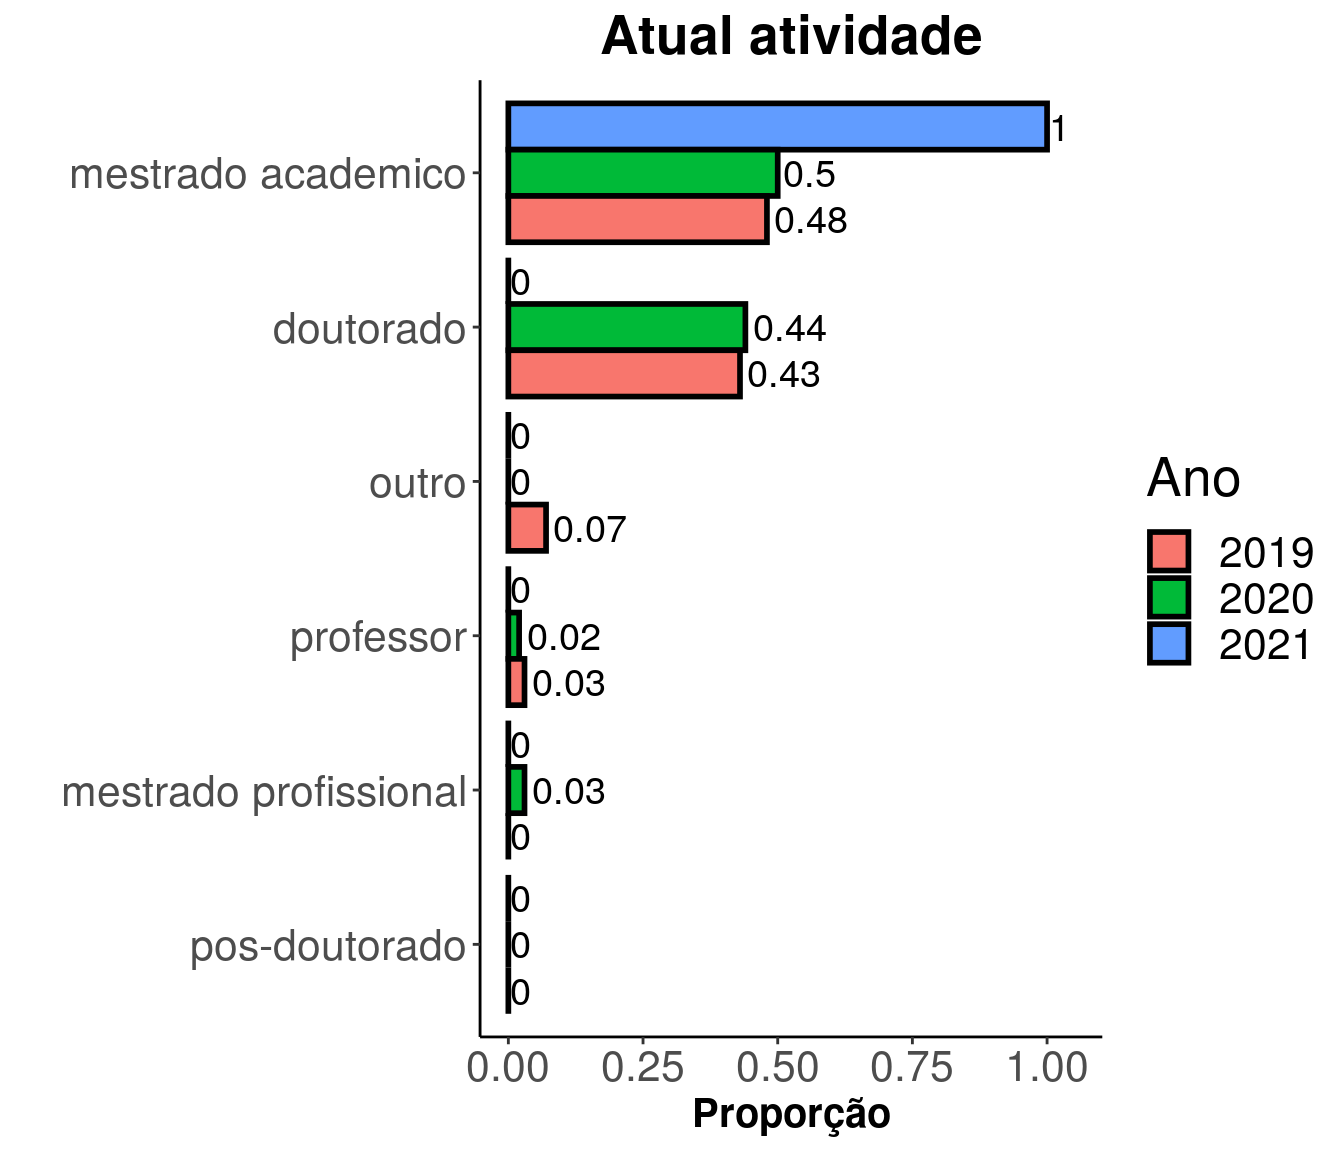 Atual atividade
mestrado academico
1
0.5
0.48
doutorado
0
0.44
0.43
outro
0
0
0.07
professor
0
0.02
0.03
mestrado profissional
0
0.03
0
pos-doutorado
0
0
0
0.00 0.25 0.50 0.75 1.00
Proporção
Ano
2019
2020
2021